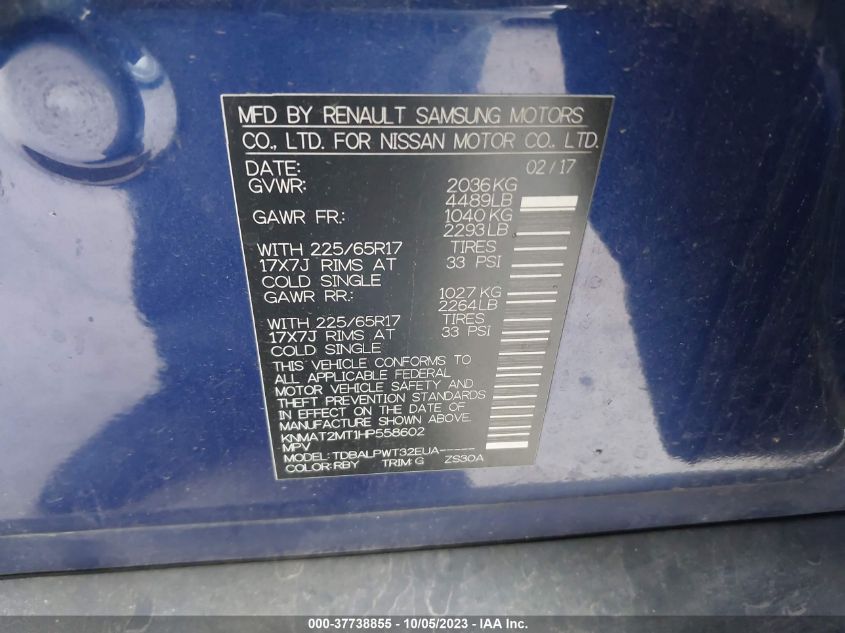 MFD BY RENAULT SAMSUNG MOTORS
CO., LTD. FOR NISSAN MOTOR CO., LTD.
DATE: 02/17
GVWR: 2036KG
4489LB
GAWR FR.: 1040KG
2293LB
WITH 225/65R17 TIRES
17X7J RIMS AT 33 PSI
COLD SINGLE
GAWR RR.: 1027KG
2264LB
WITH 225/65R17 TIRES
17X7J RIMS AT 33 PSI
COLD SINGLE
THIS VEHICLE CONFORMS TO
ALL APPLICABLE FEDERAL
MOTOR VEHICLE SAFETY AND
THEFT PREVENTION STANDARDS
IN EFFECT ON THE DATE OF
MANUFACTURE SHOWN ABOVE.
KNMAT2MT1HP558602
MPV
MODEL: TDBALPWT32EUA-----
COLOR:RBY TRIM:G ZS30A
000-37738855 - 10/05/2023 - IAA Inc.